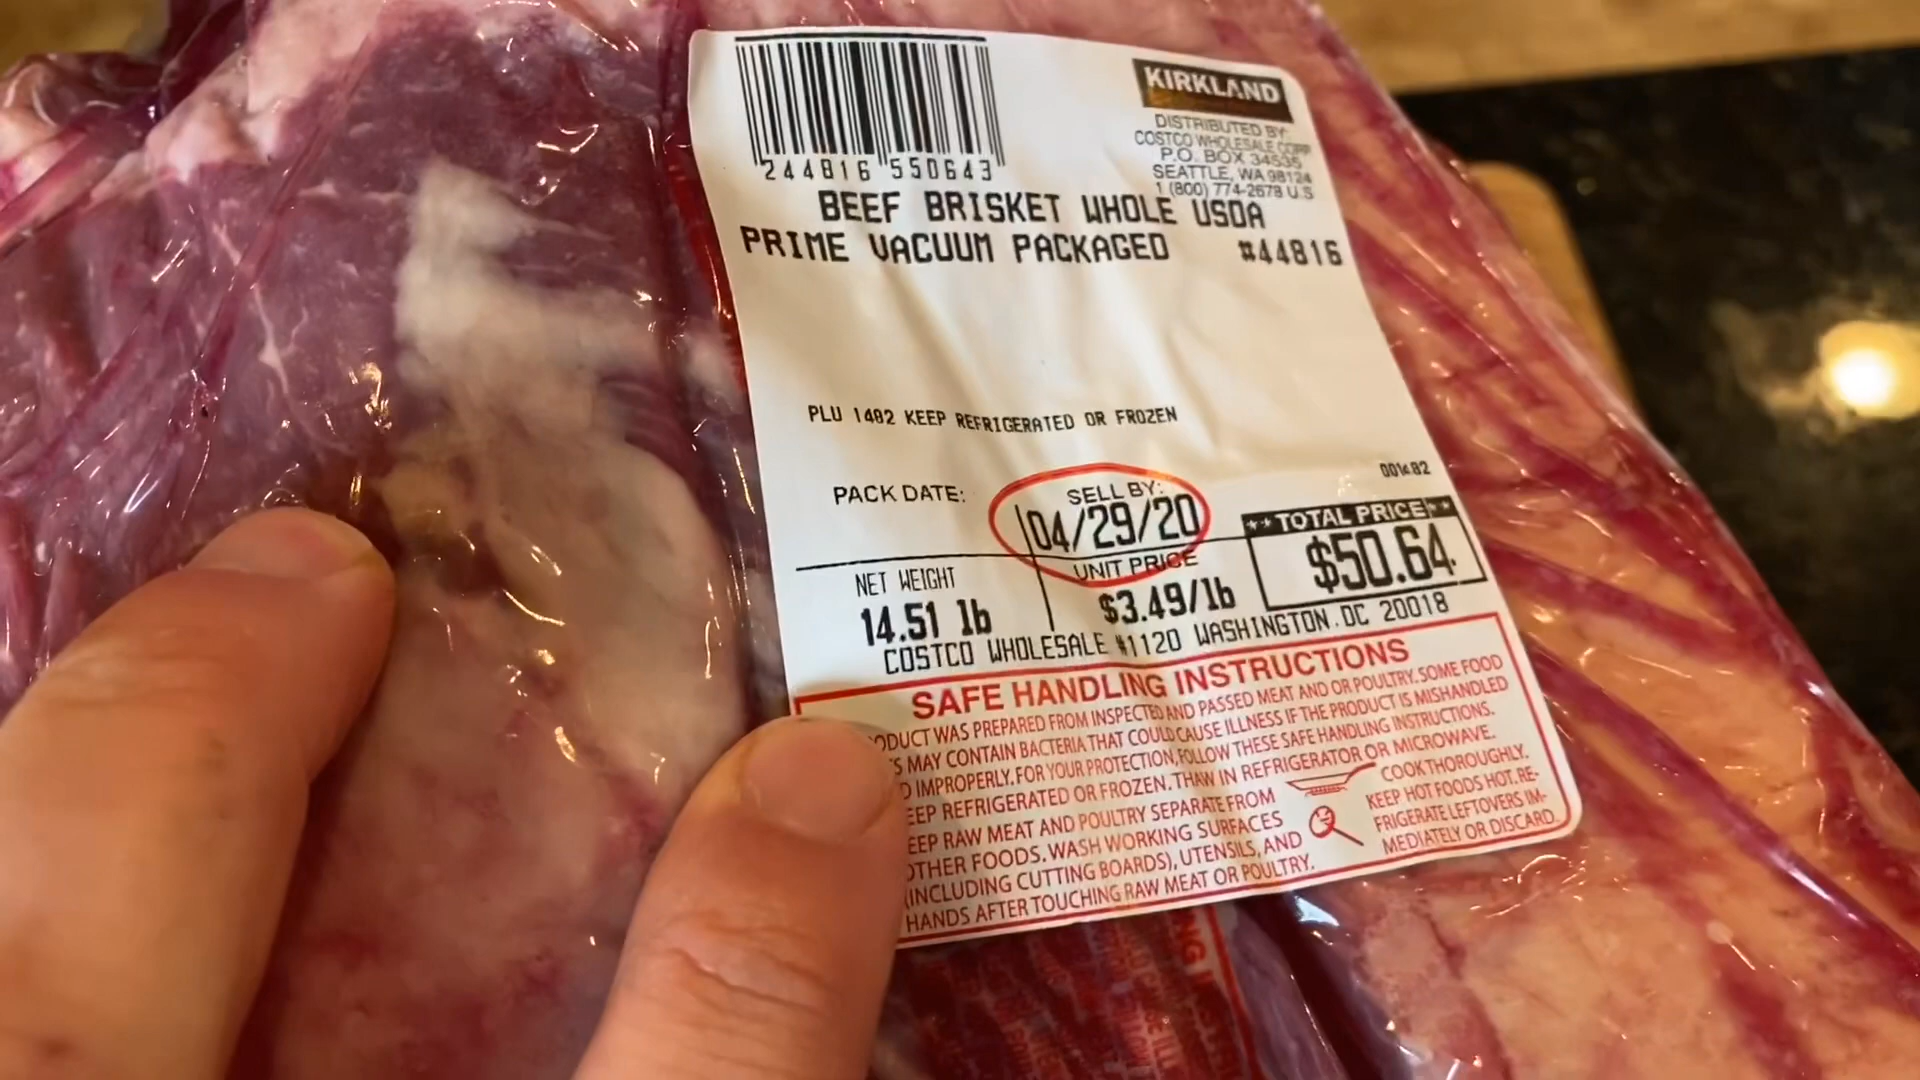 KIRKLAND
DISTRIBUTED BY:
COSTCO WHOLESALE CORP
P.O. BOX 34535
SEATTLE, WA 98124
1 (800) 774-2678 U.S
244816 550643
BEEF BRISKET WHOLE USDA
PRIME VACUUM PACKAGED #44816
PLU 1482 KEEP REFRIGERATED OR FROZEN
001482
PACK DATE:
SELL BY:
04/29/20
**TOTAL PRICE**
$50.64
NET WEIGHT
14.51 lb
UNIT PRICE
$3.49/lb
COSTCO WHOLESALE #1120 WASHINGTON.DC 20018
SAFE HANDLING INSTRUCTIONS
WAS PREPARED FROM INSPECTED AND PASSED MEAT AND OR POULTRY. SOME FOOD
MAY CONTAIN BACTERIA THAT COULD CAUSE ILLNESS IF THE PRODUCT IS MISHANDLED
IMPROPERLY. FOR YOUR PROTECTION, FOLLOW THESE SAFE HANDLING INSTRUCTIONS.
REFRIGERATED OR FROZEN. THAW IN REFRIGERATOR OR MICROWAVE.
RAW MEAT AND POULTRY SEPARATE FROM
FOODS. WASH WORKING SURFACES
(INCLUDING CUTTING BOARDS), UTENSILS, AND
HANDS AFTER TOUCHING RAW MEAT OR POULTRY.
COOK THOROUGHLY.
KEEP HOT FOODS HOT. RE-
FRIGERATE LEFTOVERS IM-
MEDIATELY OR DISCARD.